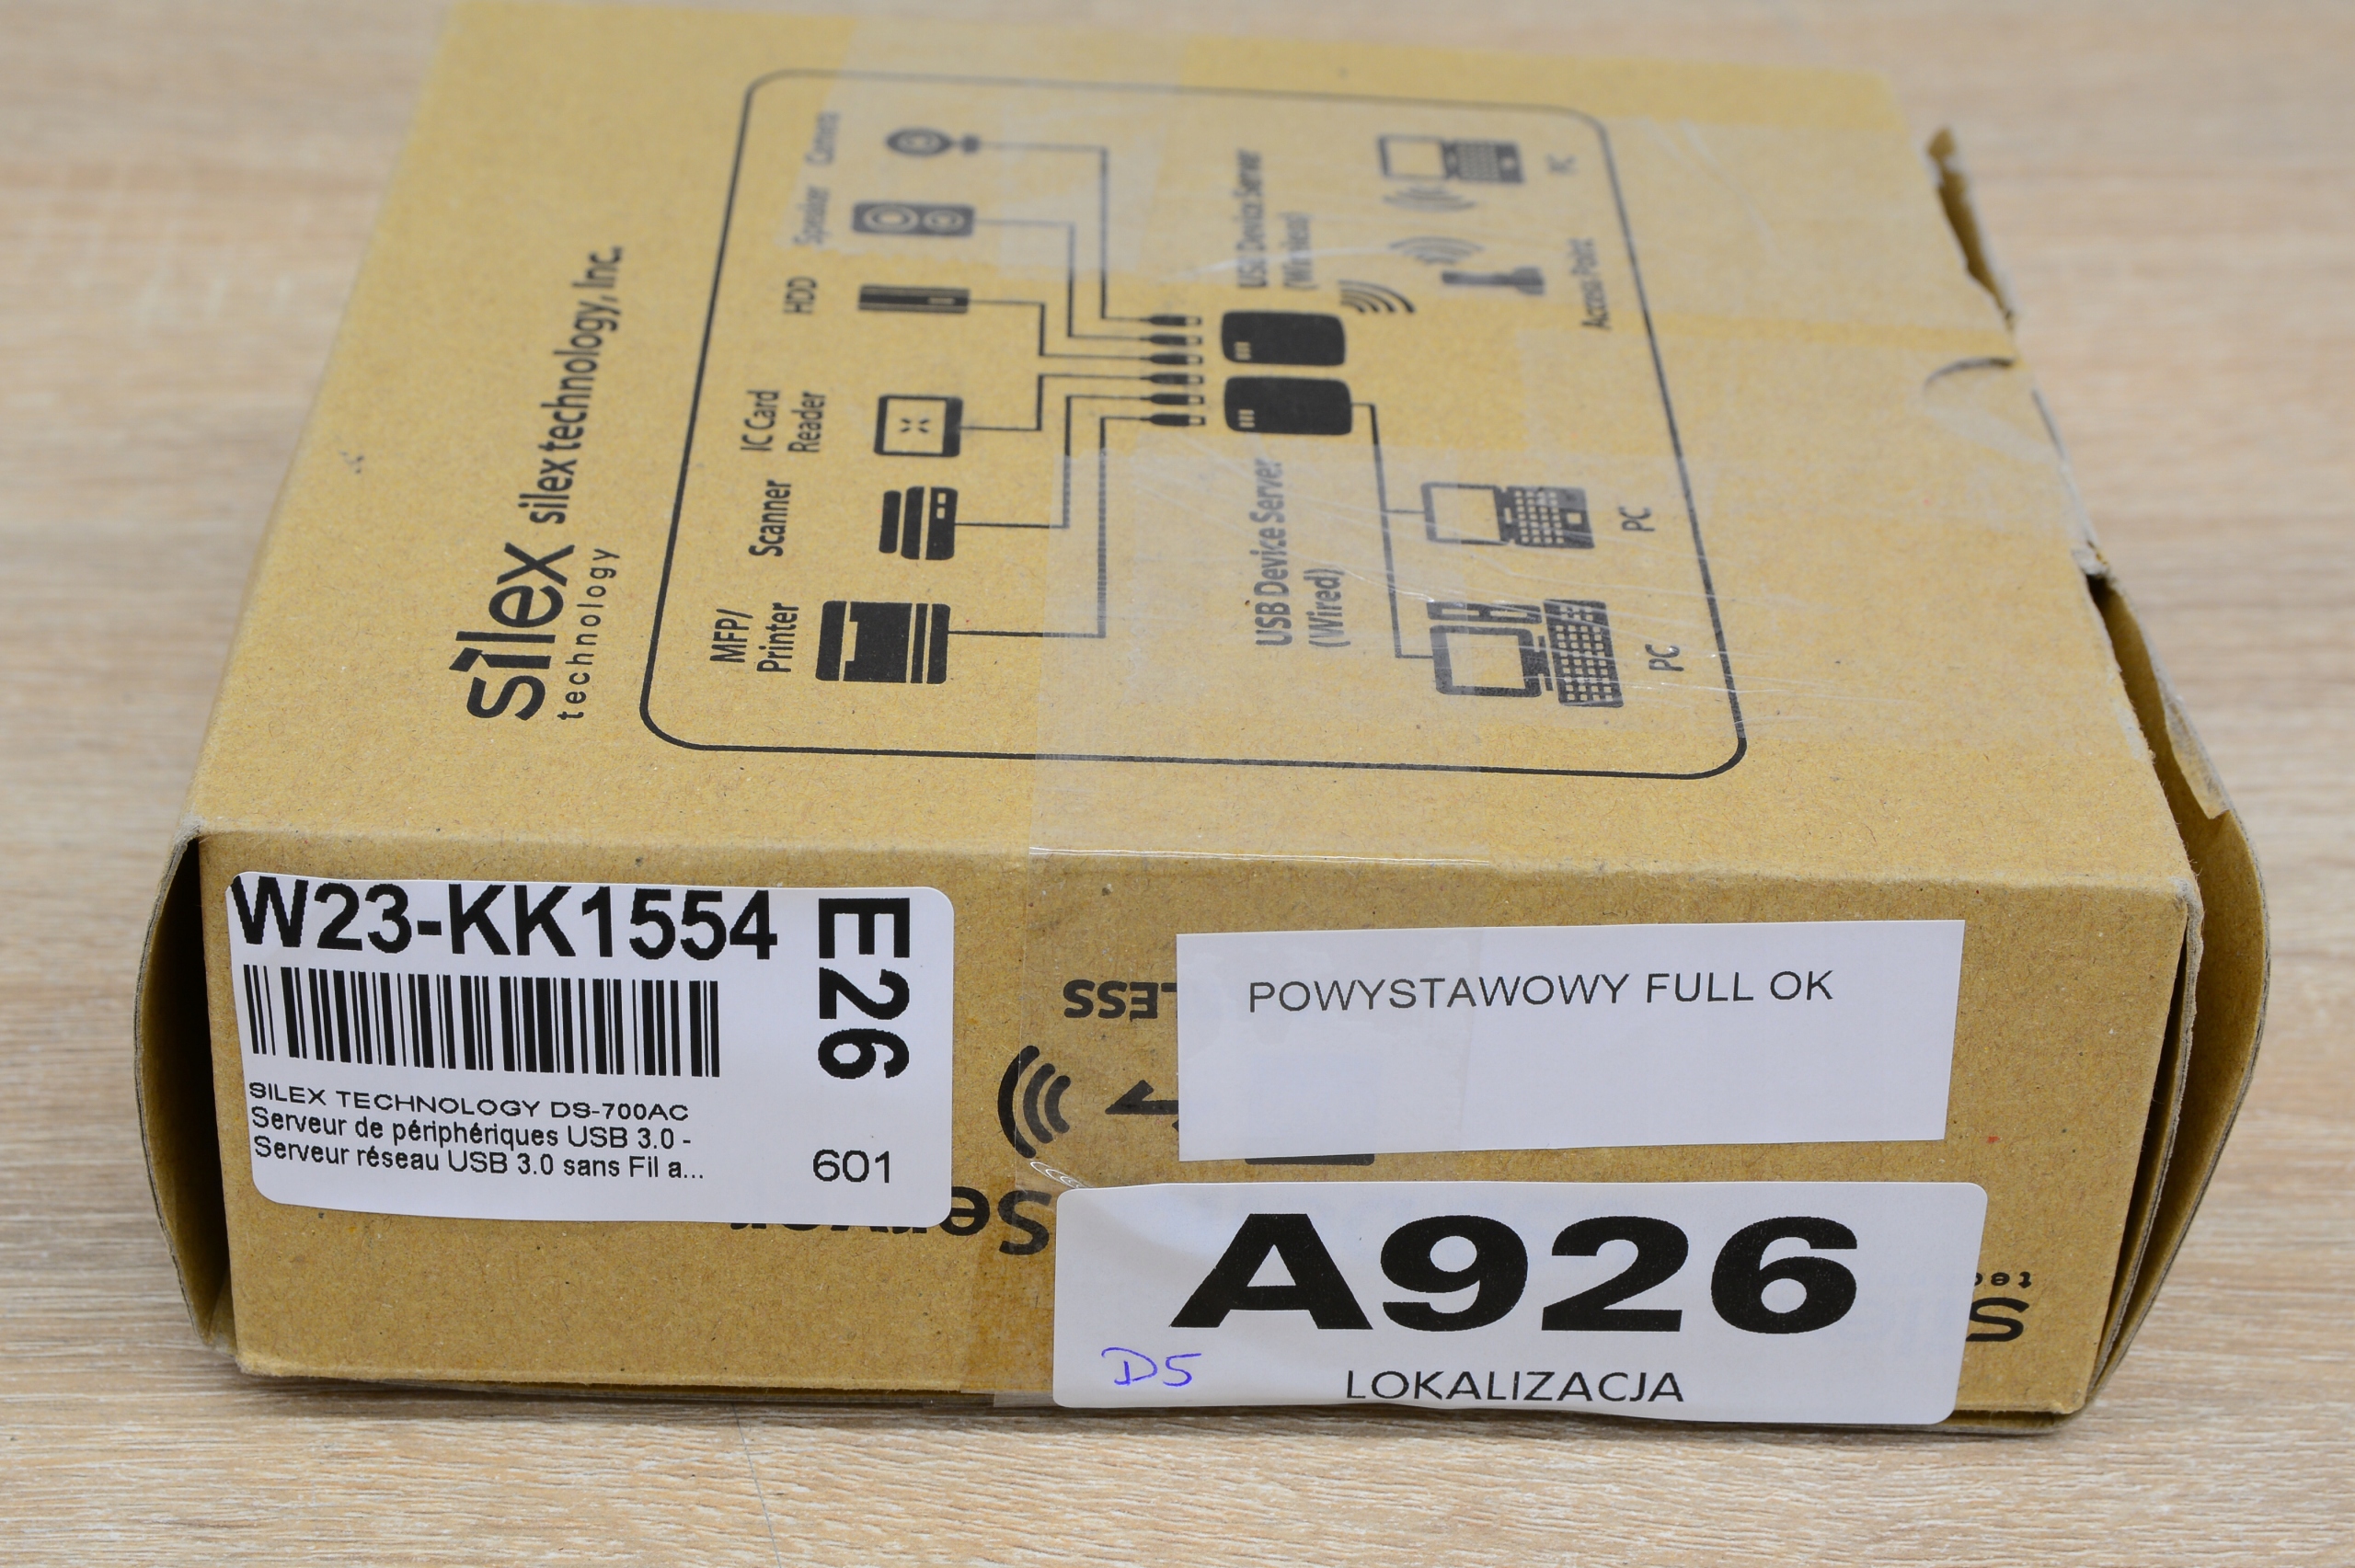 silex
technology
silex technology, Inc.
MFP/
Printer
Scanner
IC Card
Reader
HDD
Speaker
Camera
USB Device Server
(Wired)
USB Device Server
(Wireless)
PC
PC
Access Point
PC
W23-KK1554
E26
SILEX TECHNOLOGY DS-700AC
Serveur de périphériques USB 3.0 -
Serveur réseau USB 3.0 sans Fil a...
601
POWYSTAWOWY FULL OK
LESS
Server
A926
D5
LOKALIZACJA